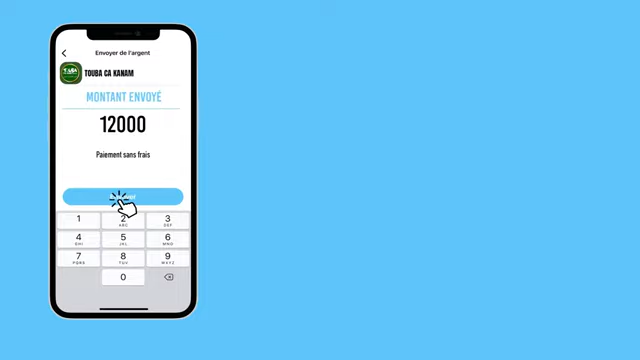 Envoyer de l'argent
TOUBA CA KANAM
MONTANT ENVOYÉ
12000
Paiement sans frais
1
2
ABC
3
DEF
4
GHI
5
JKL
6
MNO
7
PQRS
8
TUV
9
WXYZ
0